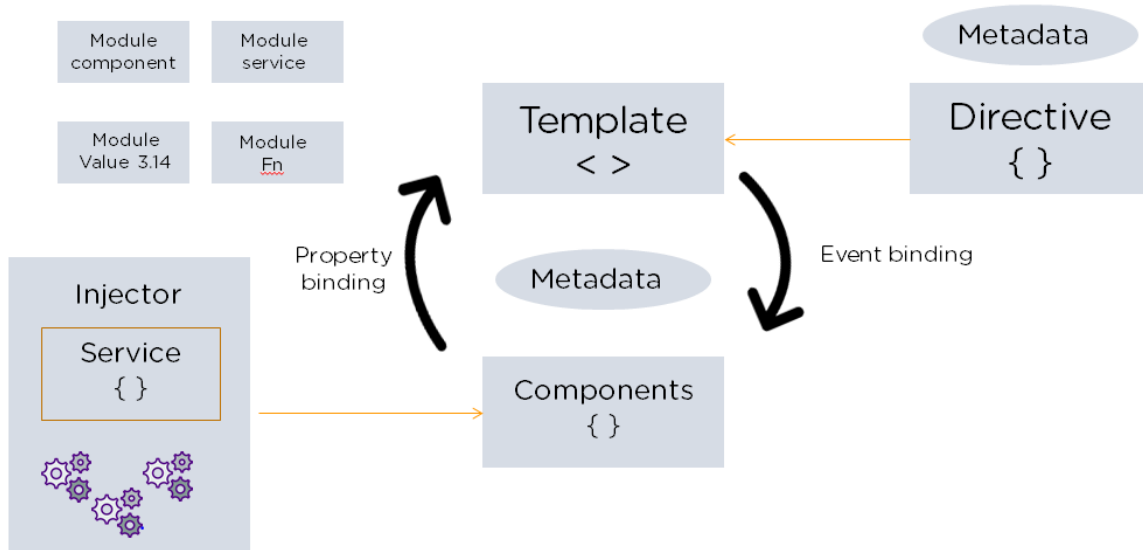 Module
component
Module
service
Module
Value 3.14
Module
Fn
Metadata
Template
< >
Directive
{ }
Property
binding
Event binding
Metadata
Injector
Service
{ }
Components
{ }